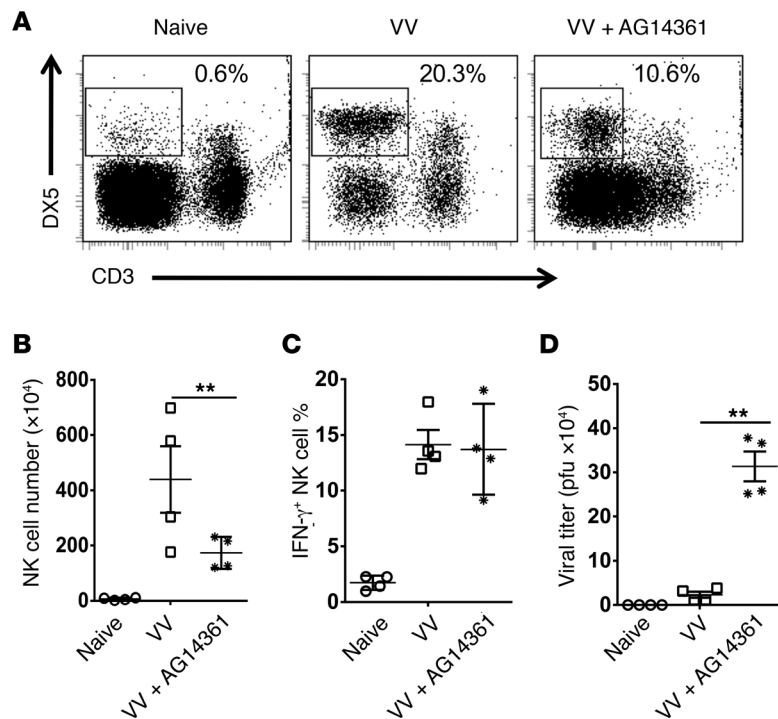 A
Naive
VV
VV + AG14361
0.6%
20.3%
10.6%
DX5
CD3
B
NK cell number (×10⁴)
800
600
400
200
0
**
Naive
VV
VV + AG14361
C
IFN-γ⁺ NK cell %
20
15
10
5
0
Naive
VV
VV + AG14361
D
Viral titer (pfu ×10⁴)
50
40
30
20
10
0
**
Naive
VV
VV + AG14361